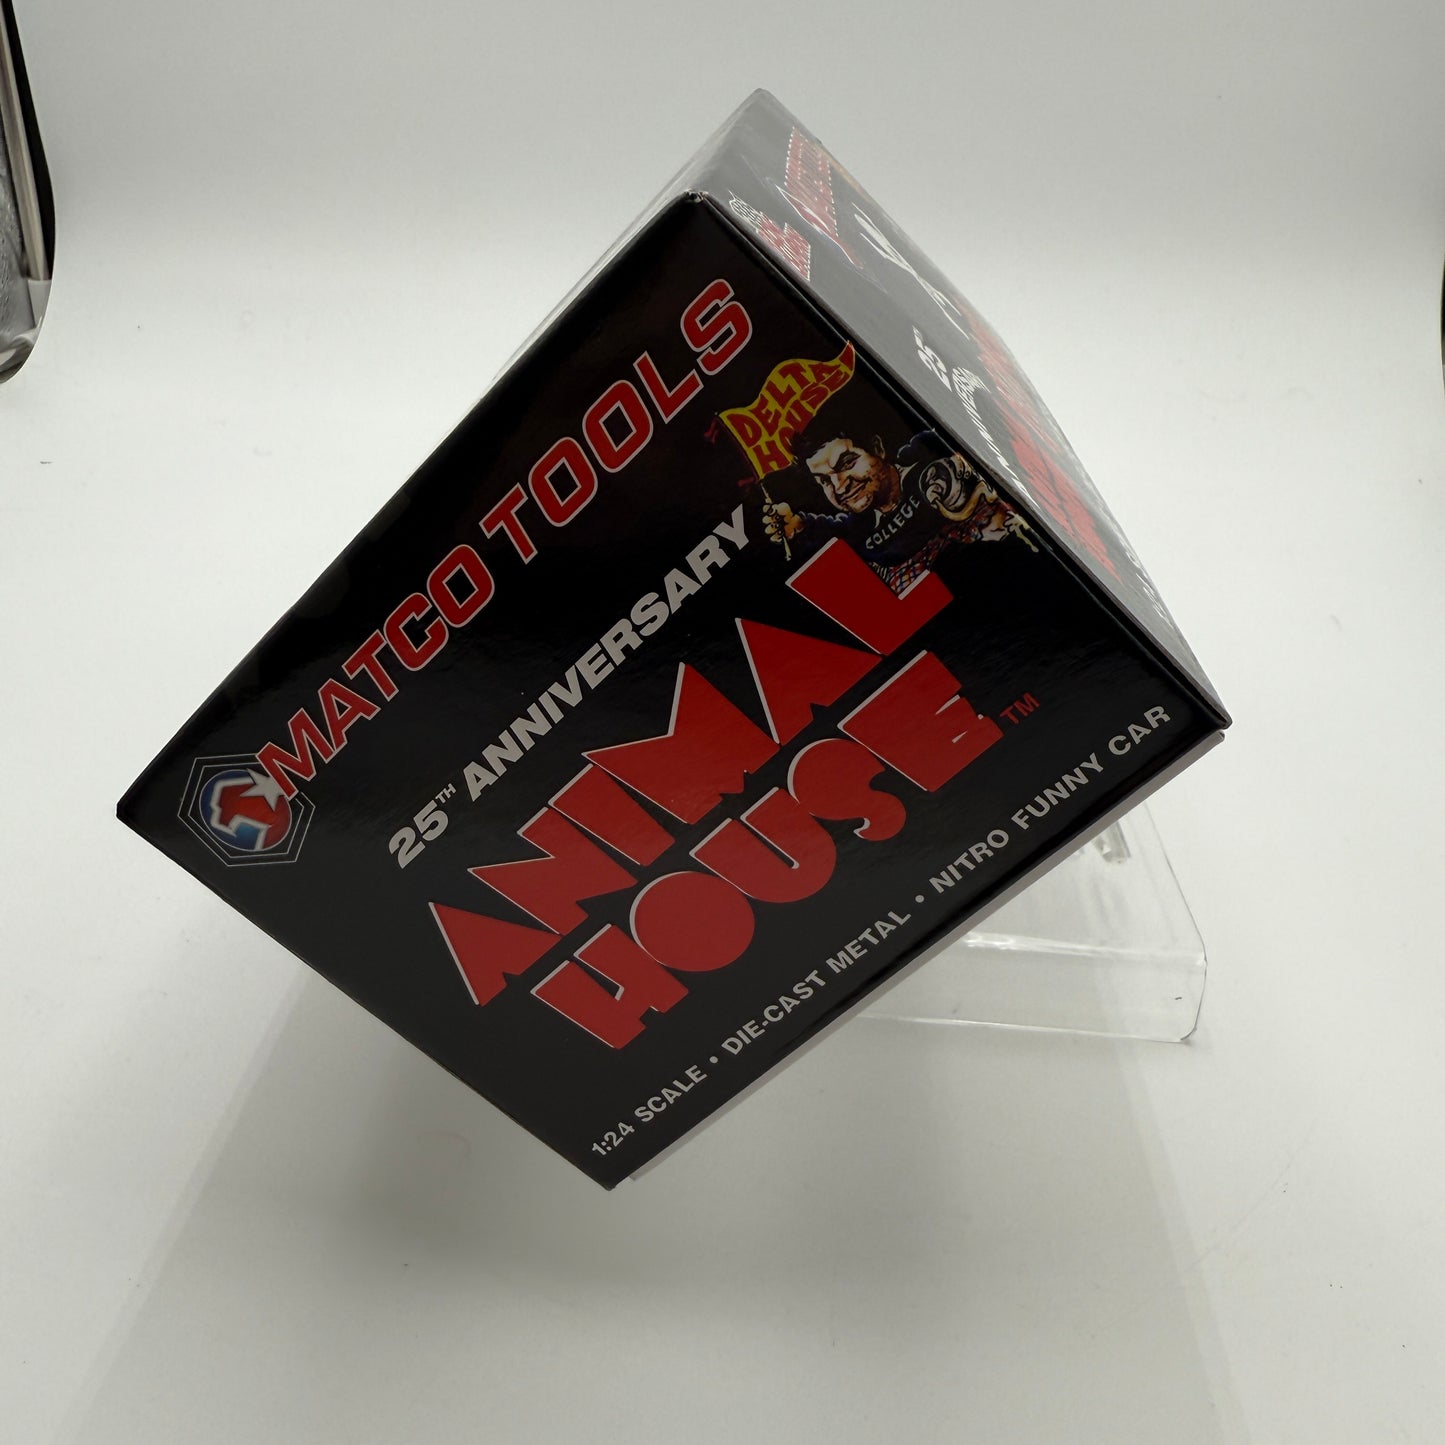 MATCO TOOLS
DELTA
HOUSE
COLLEGE
25TH ANNIVERSARY
ANIMAL
HOUSE TM
1:24 SCALE • DIE-CAST METAL • NITRO FUNNY CAR
25